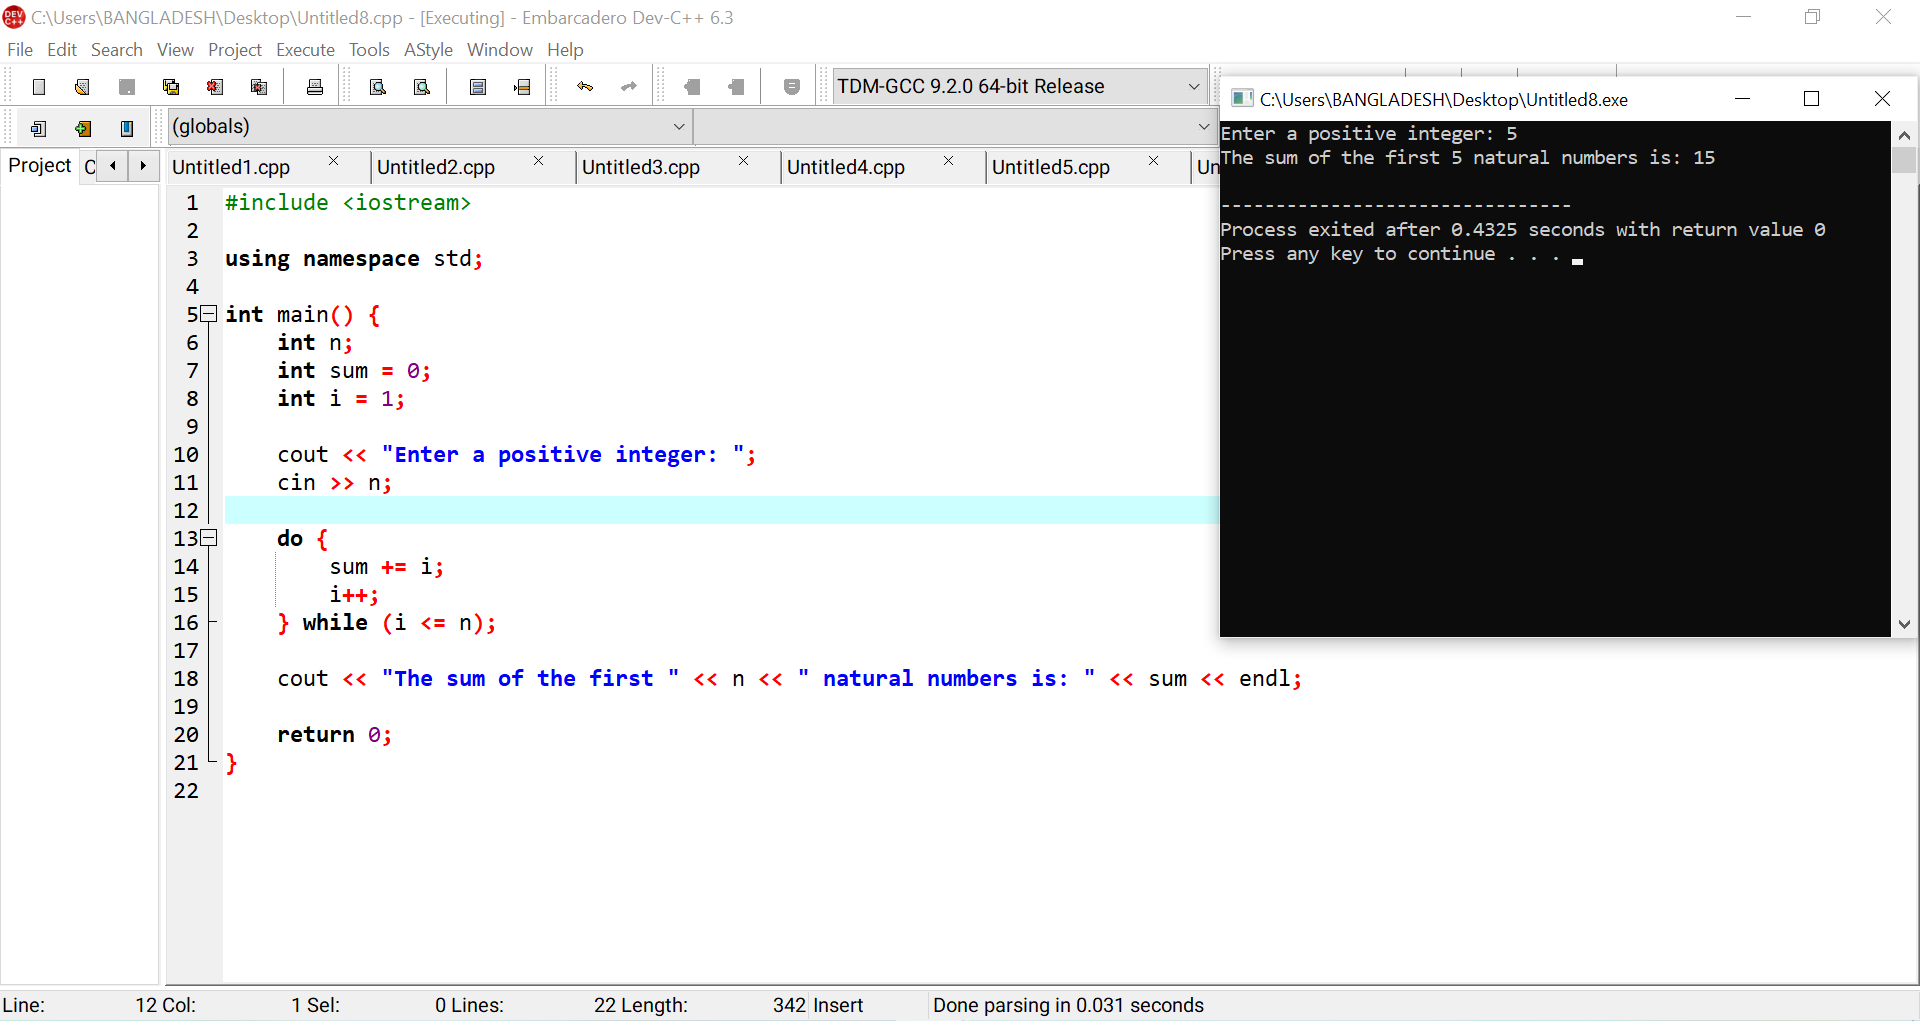 C:\Users\BANGLADESH\Desktop\Untitled8.cpp - [Executing] - Embarcadero Dev-C++ 6.3
File Edit Search View Project Execute Tools AStyle Window Help
TDM-GCC 9.2.0 64-bit Release
(globals)
Project C
Untitled1.cpp Untitled2.cpp Untitled3.cpp Untitled4.cpp Untitled5.cpp Un
1 #include <iostream>
2
3 using namespace std;
4
5 int main() {
6     int n;
7     int sum = 0;
8     int i = 1;
9
10     cout << "Enter a positive integer: ";
11     cin >> n;
12
13     do {
14         sum += i;
15         i++;
16     } while (i <= n);
17
18     cout << "The sum of the first " << n << " natural numbers is: " << sum << endl;
19
20     return 0;
21 }
22
C:\Users\BANGLADESH\Desktop\Untitled8.exe
Enter a positive integer: 5
The sum of the first 5 natural numbers is: 15
--------------------------------
Process exited after 0.4325 seconds with return value 0
Press any key to continue . . .
Line: 12 Col: 1 Sel: 0 Lines: 22 Length: 342 Insert Done parsing in 0.031 seconds